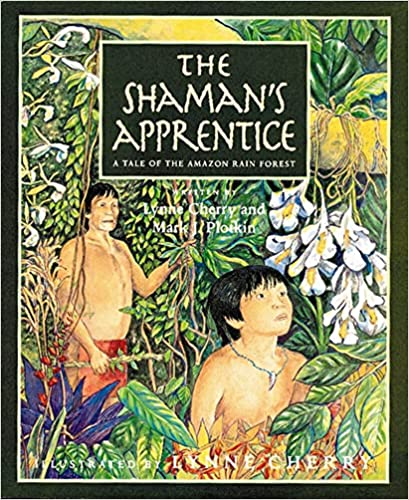 THE
SHAMAN'S
APPRENTICE
A TALE OF THE AMAZON RAIN FOREST
WRITTEN BY
Lynne Cherry and
Mark J. Plotkin
ILLUSTRATED BY LYNNE CHERRY